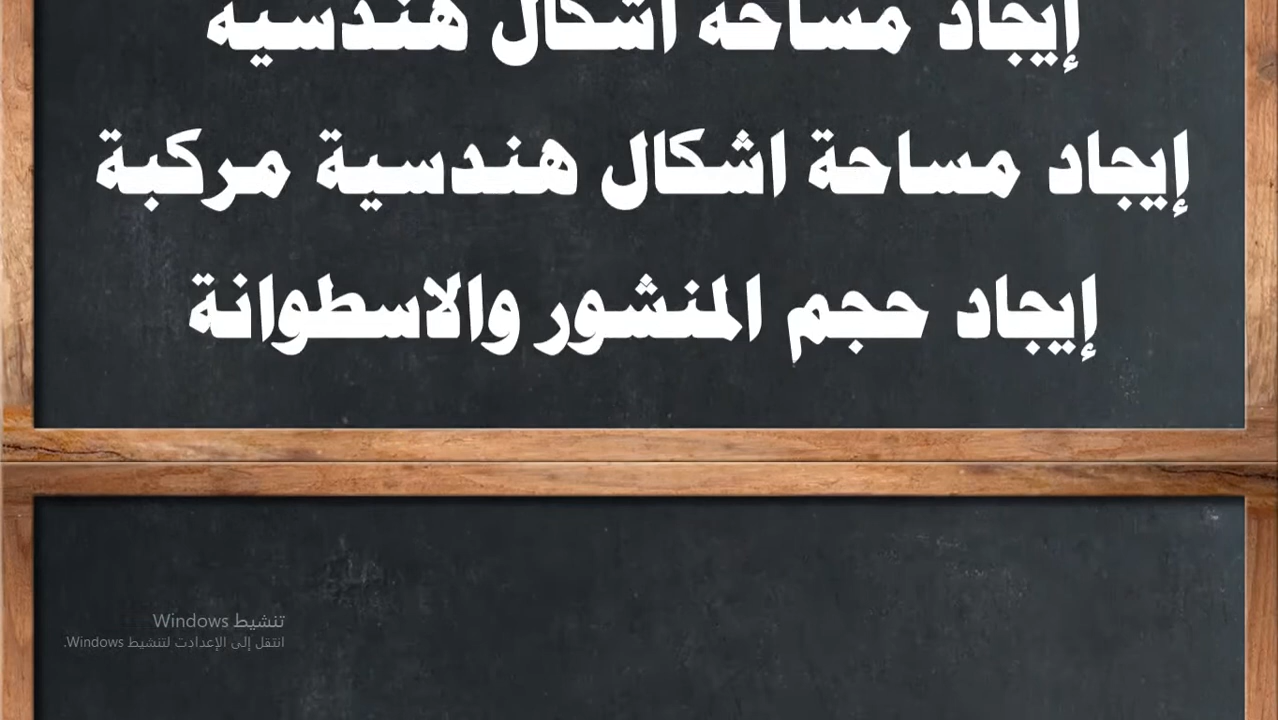 إيجاد مساحة اشكال هندسية
إيجاد مساحة اشكال هندسية مركبة
إيجاد حجم المنشور والاسطوانة
تنشيط Windows
انتقل إلى الإعدادت لتنشيط Windows.